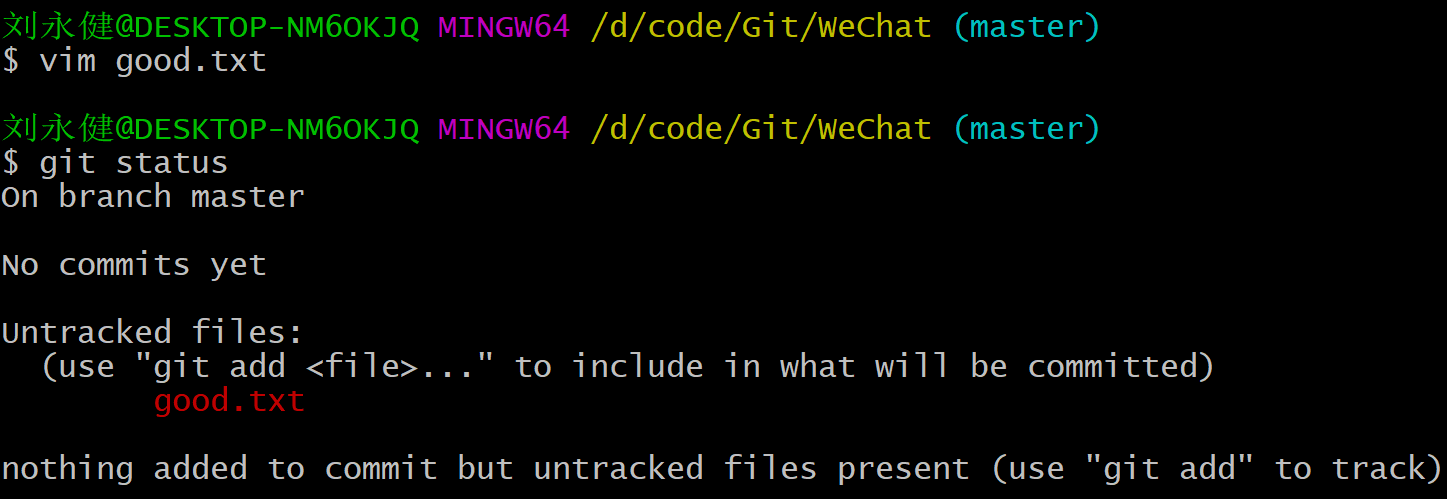 刘永健@DESKTOP-NM6OKJQ MINGW64 /d/code/Git/WeChat (master)
$ vim good.txt
刘永健@DESKTOP-NM6OKJQ MINGW64 /d/code/Git/WeChat (master)
$ git status
On branch master
No commits yet
Untracked files:
  (use "git add <file>..." to include in what will be committed)
        good.txt
nothing added to commit but untracked files present (use "git add" to track)